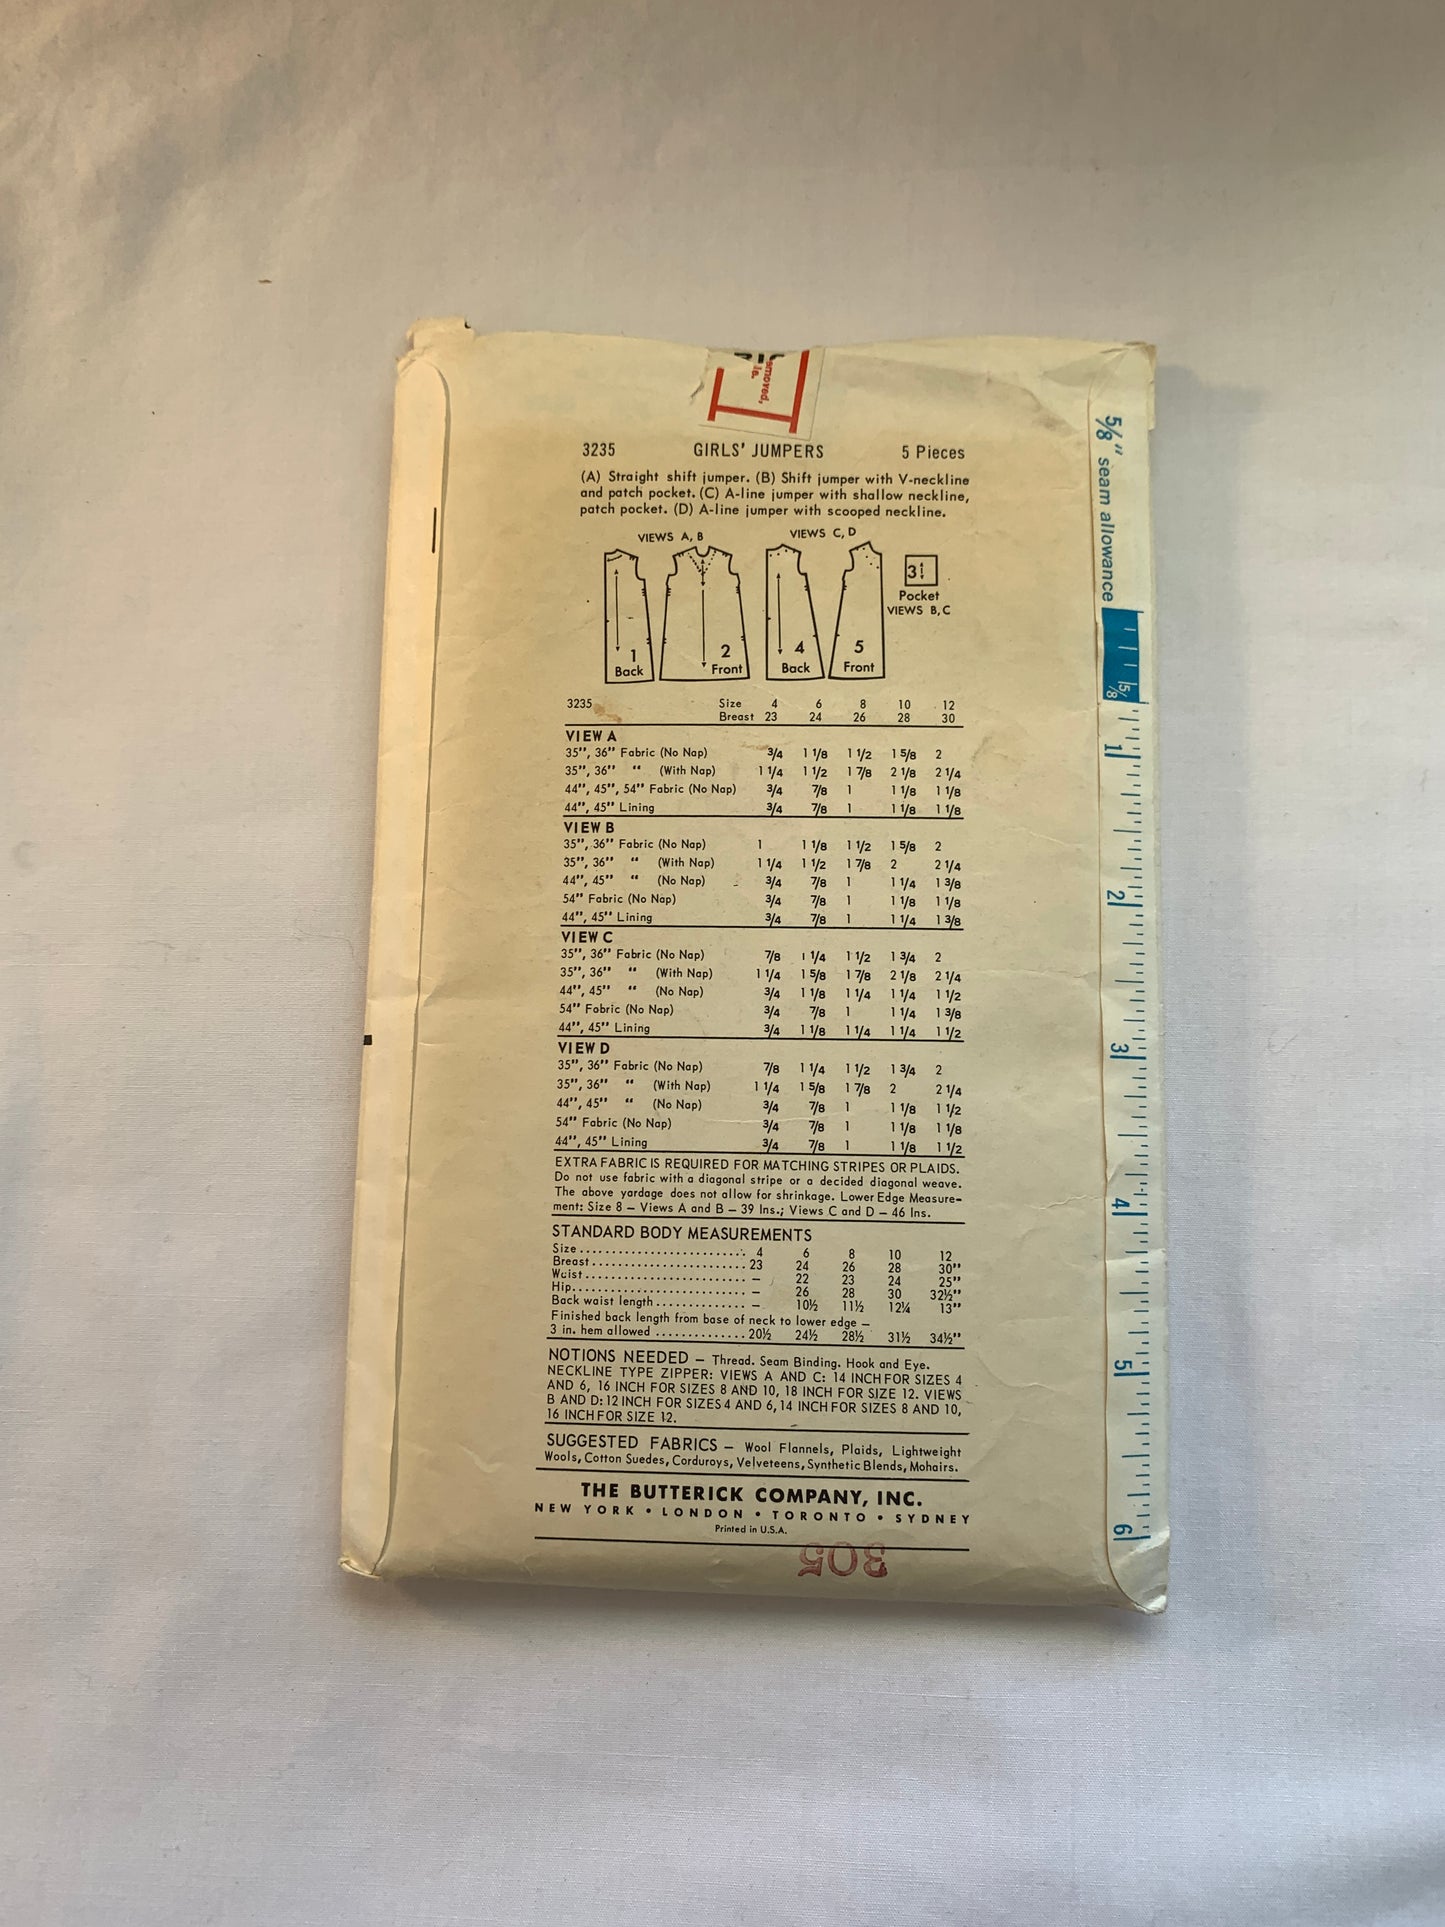 emoved,
le.
3235 GIRLS' JUMPERS 5 Pieces
(A) Straight shift jumper. (B) Shift jumper with V-neckline
and patch pocket. (C) A-line jumper with shallow neckline,
patch pocket. (D) A-line jumper with scooped neckline.
VIEWS A, B VIEWS C, D
1 Back
2 Front
4 Back
5 Front
3
Pocket
VIEWS B, C
3235 Size 4 6 8 10 12
Breast 23 24 26 28 30
VIEW A
35", 36" Fabric (No Nap) 3/4 1 1/8 1 1/2 1 5/8 2
35", 36" " (With Nap) 1 1/4 1 1/2 1 7/8 2 1/8 2 1/4
44", 45", 54" Fabric (No Nap) 3/4 7/8 1 1 1/8 1 1/8
44", 45" Lining 3/4 7/8 1 1 1/8 1 1/8
VIEW B
35", 36" Fabric (No Nap) 1 1 1/8 1 1/2 1 5/8 2
35", 36" " (With Nap) 1 1/4 1 1/2 1 7/8 2 2 1/4
44", 45" " (No Nap) 3/4 7/8 1 1 1/4 1 3/8
54" Fabric (No Nap) 3/4 7/8 1 1 1/8 1 1/8
44", 45" Lining 3/4 7/8 1 1 1/4 1 3/8
VIEW C
35", 36" Fabric (No Nap) 7/8 1 1/4 1 1/2 1 3/4 2
35", 36" " (With Nap) 1 1/4 1 5/8 1 7/8 2 1/8 2 1/4
44", 45" " (No Nap) 3/4 1 1/8 1 1/4 1 1/4 1 1/2
54" Fabric (No Nap) 3/4 7/8 1 1 1/4 1 3/8
44", 45" Lining 3/4 1 1/8 1 1/4 1 1/4 1 1/2
VIEW D
35", 36" Fabric (No Nap) 7/8 1 1/4 1 1/2 1 3/4 2
35", 36" " (With Nap) 1 1/4 1 5/8 1 7/8 2 2 1/4
44", 45" " (No Nap) 3/4 7/8 1 1 1/8 1 1/2
54" Fabric (No Nap) 3/4 7/8 1 1 1/8 1 1/8
44", 45" Lining 3/4 7/8 1 1 1/8 1 1/2
EXTRA FABRIC IS REQUIRED FOR MATCHING STRIPES OR PLAIDS.
Do not use fabric with a diagonal stripe or a decided diagonal weave.
The above yardage does not allow for shrinkage. Lower Edge Measure-
ment: Size 8 – Views A and B – 39 Ins.; Views C and D – 46 Ins.
STANDARD BODY MEASUREMENTS
Size.......................... 4 6 8 10 12
Breast........................ 23 24 26 28 30"
Waist......................... – 22 23 24 25"
Hip........................... – 26 28 30 32½"
Back waist length .............. – 10½ 11½ 12¼ 13"
Finished back length from base of neck to lower edge –
3 in. hem allowed .............. 20½ 24½ 28½ 31½ 34½"
NOTIONS NEEDED – Thread. Seam Binding. Hook and Eye.
NECKLINE TYPE ZIPPER: VIEWS A AND C: 14 INCH FOR SIZES 4
AND 6, 16 INCH FOR SIZES 8 AND 10, 18 INCH FOR SIZE 12. VIEWS
B AND D: 12 INCH FOR SIZES 4 AND 6, 14 INCH FOR SIZES 8 AND 10,
16 INCH FOR SIZE 12.
SUGGESTED FABRICS – Wool Flannels, Plaids, Lightweight
Wools, Cotton Suedes, Corduroys, Velveteens, Synthetic Blends, Mohairs.
THE BUTTERICK COMPANY, INC.
NEW YORK • LONDON • TORONTO • SYDNEY
Printed in U.S.A.
305
5/8" seam allowance
5/8
1
2
3
4
5
6